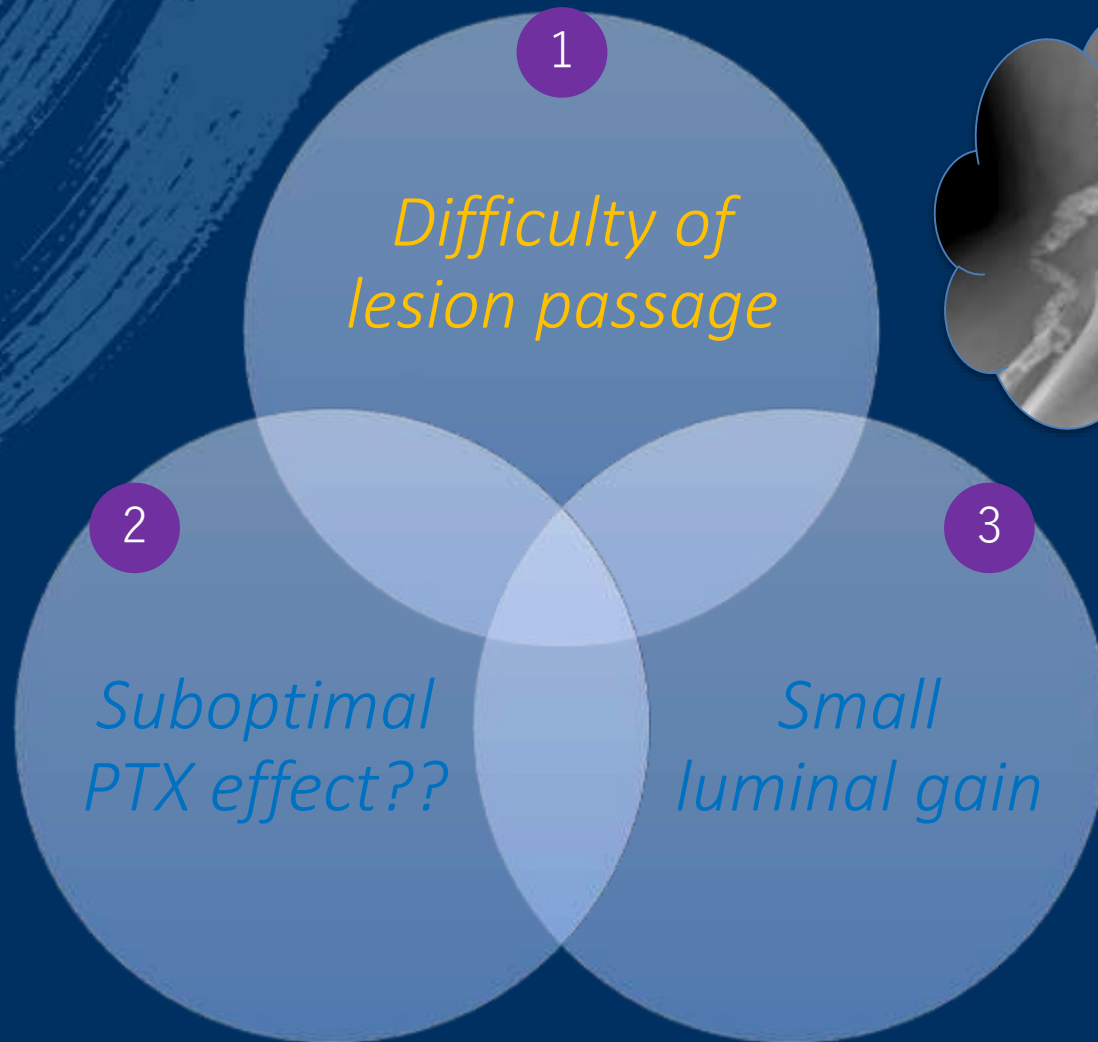 1
Difficulty of
lesion passage
2
Suboptimal
PTX effect??
3
Small
luminal gain